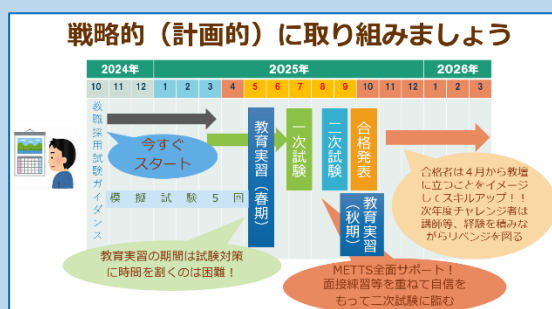 戦略的（計画的）に取り組みましょう
2024年 2025年 2026年
10 11 12 1 2 3 4 5 6 7 8 9 10 11 12 1 2 3
教職採用試験ガイダンス
今すぐ
スタート
模擬試験5回
教育実習（春期）
一次試験
二次試験
合格発表
教育実習（秋期）
合格者は４月から教壇
に立つことをイメージ
してスキルアップ！！
次年度チャレンジ者は
講師等、経験を積みな
がらリベンジを図る
教育実習の期間は試験対策
に時間を割くのは困難！
METTS全面サポート！
面接練習等を重ねて自信を
もって二次試験に臨む